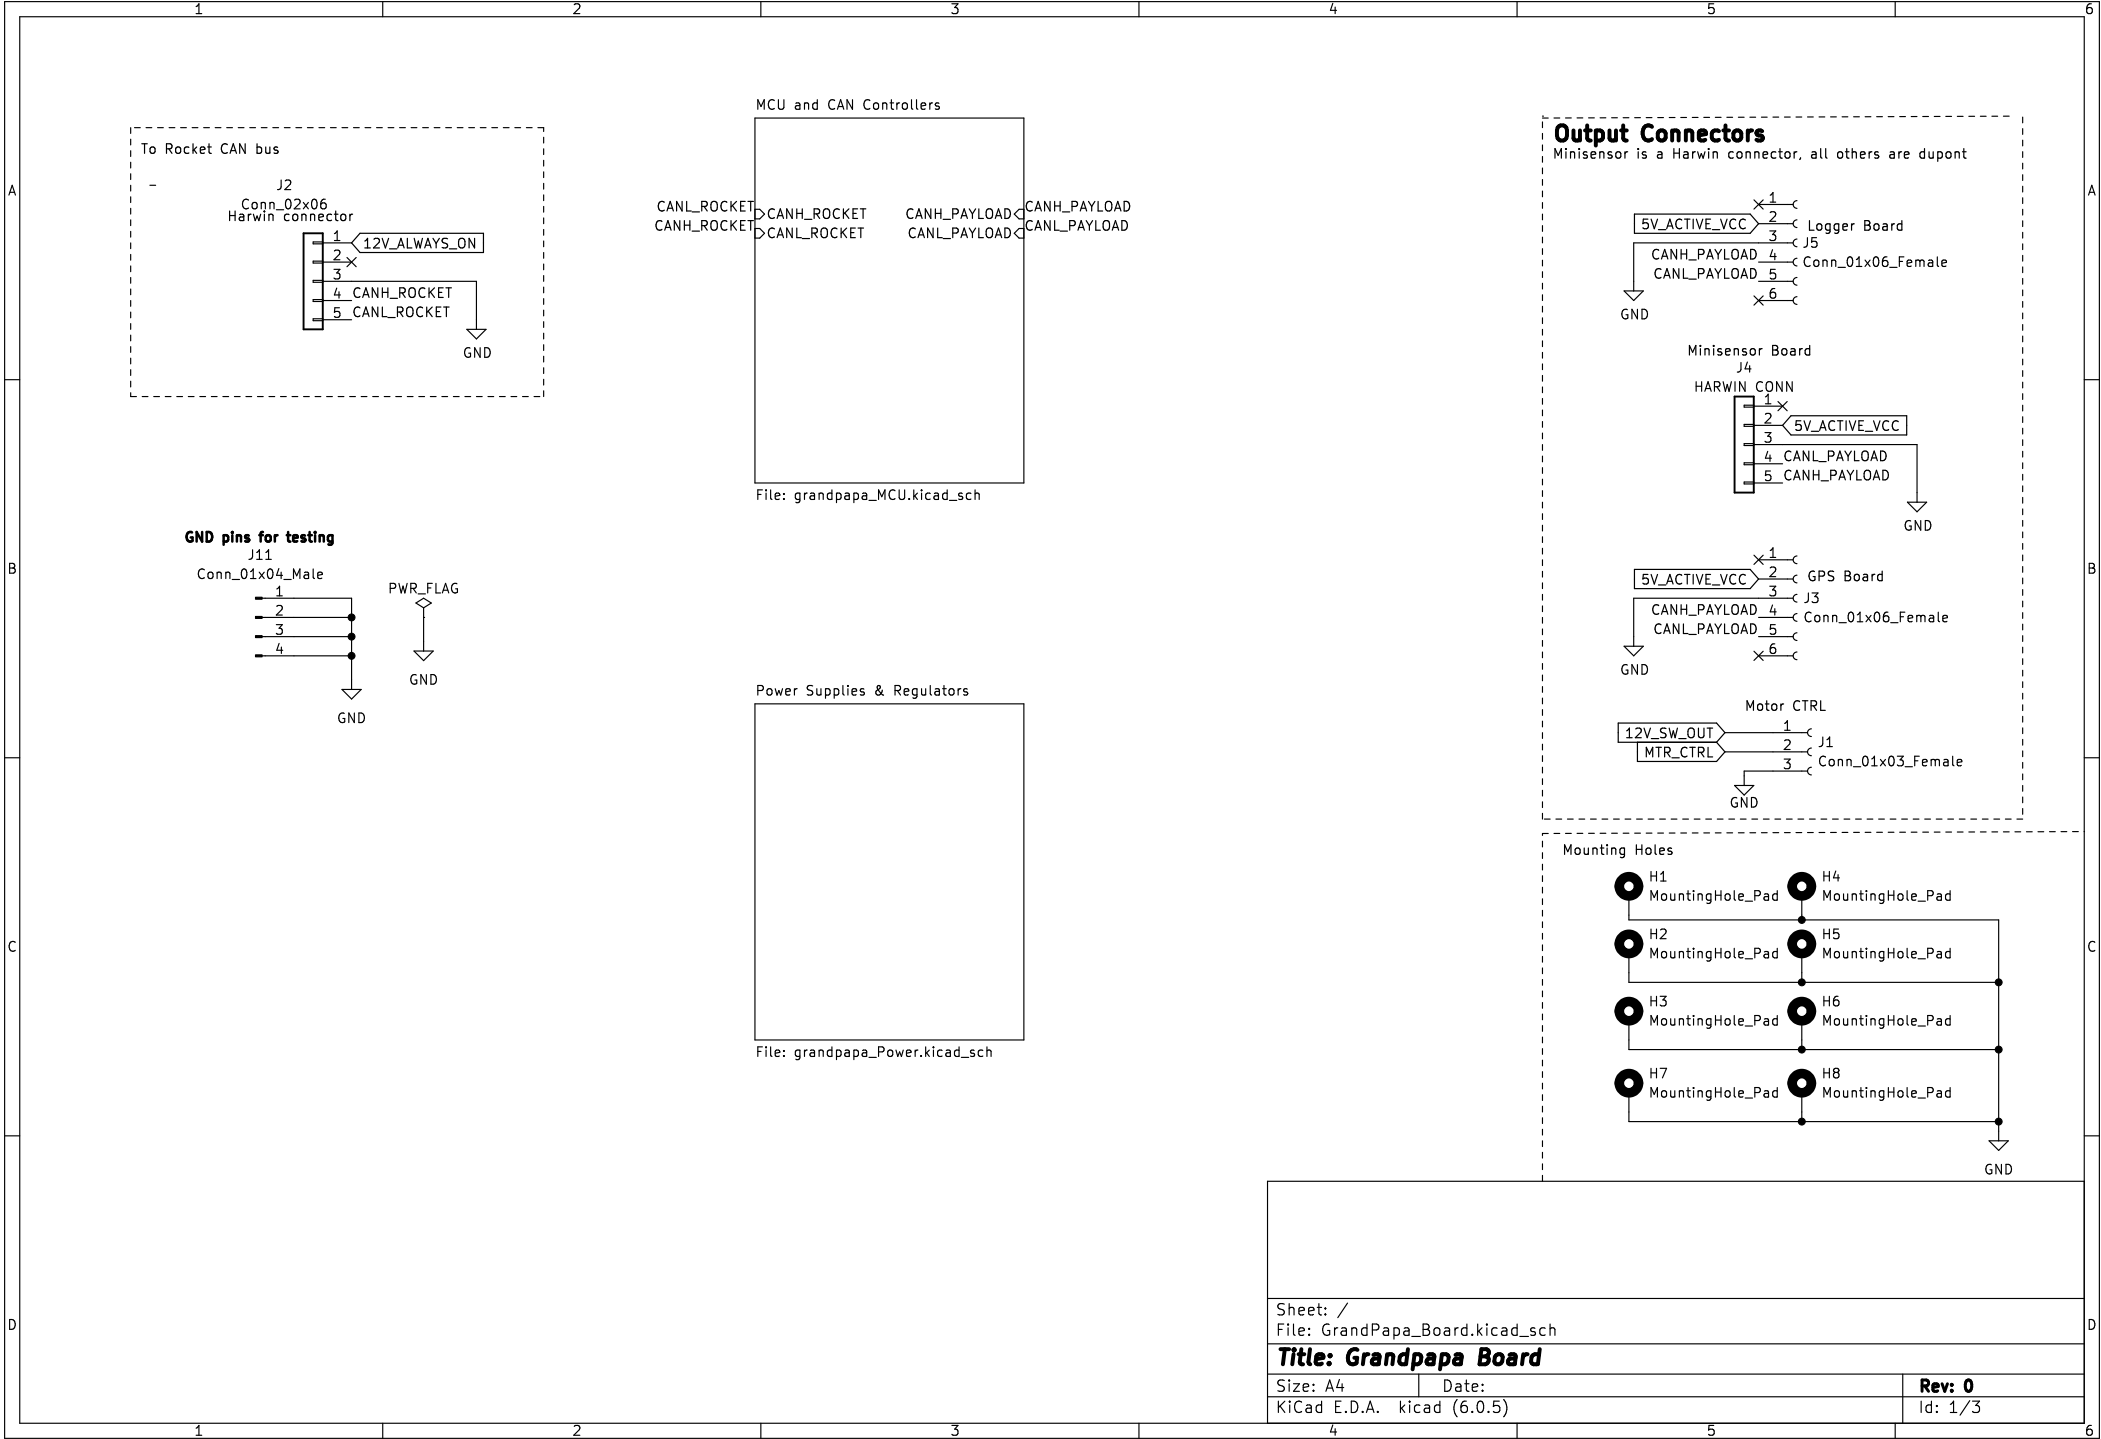 1 2 3 4 5 6
A
B
C
D
To Rocket CAN bus
-
J2
Conn_02x06
Harwin connector
1 12V_ALWAYS_ON
2
3
4 CANH_ROCKET
5 CANL_ROCKET
GND
GND pins for testing
J11
Conn_01x04_Male
1
2
3
4
GND
PWR_FLAG
GND
MCU and CAN Controllers
CANL_ROCKET CANH_ROCKET CANH_PAYLOAD CANH_PAYLOAD
CANH_ROCKET CANL_ROCKET CANL_PAYLOAD CANL_PAYLOAD
File: grandpapa_MCU.kicad_sch
Power Supplies & Regulators
File: grandpapa_Power.kicad_sch
Output Connectors
Minisensor is a Harwin connector, all others are dupont
1
5V_ACTIVE_VCC 2 Logger Board
3 J5
CANH_PAYLOAD 4 Conn_01x06_Female
CANL_PAYLOAD 5
6
GND
Minisensor Board
J4
HARWIN CONN
1
2 5V_ACTIVE_VCC
3
4 CANL_PAYLOAD
5 CANH_PAYLOAD
GND
1
5V_ACTIVE_VCC 2 GPS Board
3 J3
CANH_PAYLOAD 4 Conn_01x06_Female
CANL_PAYLOAD 5
6
GND
Motor CTRL
12V_SW_OUT 1
MTR_CTRL 2 J1
3 Conn_01x03_Female
GND
Mounting Holes
H1 H4
MountingHole_Pad MountingHole_Pad
H2 H5
MountingHole_Pad MountingHole_Pad
H3 H6
MountingHole_Pad MountingHole_Pad
H7 H8
MountingHole_Pad MountingHole_Pad
GND
Sheet: /
File: GrandPapa_Board.kicad_sch
Title: Grandpapa Board
Size: A4 Date: Rev: 0
KiCad E.D.A. kicad (6.0.5) Id: 1/3
A
B
C
D
1 2 3 4 5 6